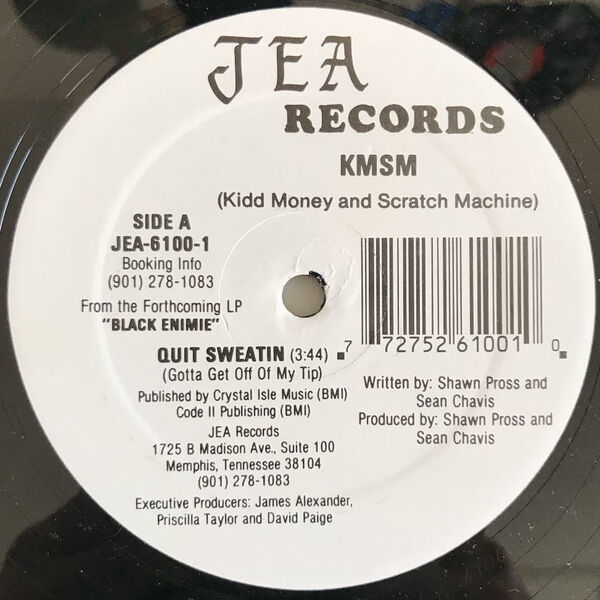 JEA
RECORDS
KMSM
(Kidd Money and Scratch Machine)
SIDE A
JEA-6100-1
Booking Info
(901) 278-1083
From the Forthcoming LP
"BLACK ENIMIE"
QUIT SWEATIN (3:44)
(Gotta Get Off Of My Tip)
Published by Crystal Isle Music (BMI)
Code II Publishing (BMI)
JEA Records
1725 B Madison Ave., Suite 100
Memphis, Tennessee 38104
(901) 278-1083
Executive Producers: James Alexander,
Priscilla Taylor and David Paige
7 72752 61001 0
Written by: Shawn Pross and
Sean Chavis
Produced by: Shawn Pross and
Sean Chavis